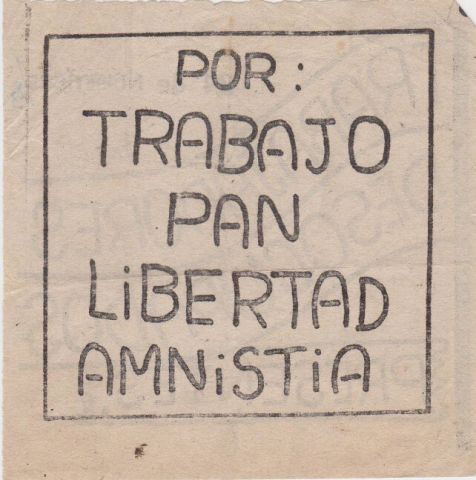 POR:
TRABAJO
PAN
LiBERTAD
AMNiSTiA